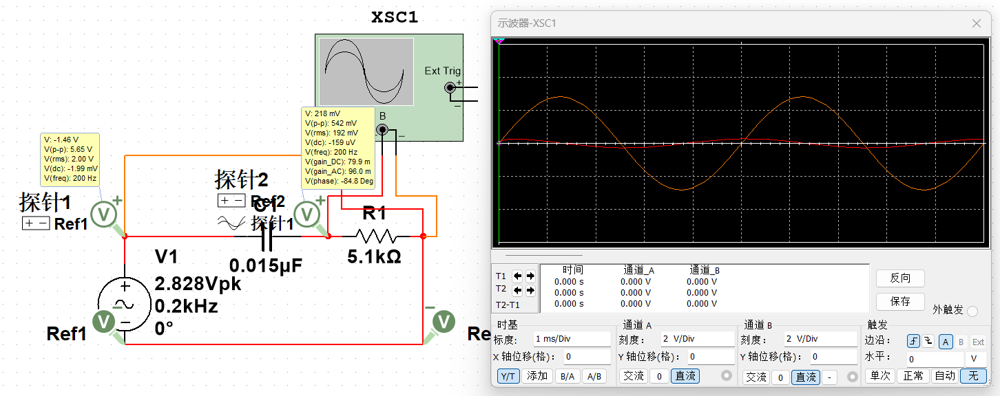 XSC1
Ext Trig
+
−
B
−
V: 218 mV
V(p-p): 542 mV
V(rms): 192 mV
V(dc): -159 uV
V(freq): 200 Hz
V(gain_DC): 79.9 m
V(gain_AC): 96.0 m
V(phase): -84.8 Deg
V: -1.46 V
V(p-p): 5.65 V
V(rms): 2.00 V
V(dc): -1.99 mV
V(freq): 200 Hz
探针1
+ −
Ref1
V
+
探针2
+ −
Ref2
探针1
C1
0.015µF
V
+
R1
5.1kΩ
V1
2.828Vpk
0.2kHz
0°
+
−
Ref1
V
−
V
−
Re
示波器-XSC1
T1
T2
T2-T1
时间 通道_A 通道_B
0.000 s 0.000 V 0.000 V
0.000 s 0.000 V 0.000 V
0.000 s 0.000 V 0.000 V
反向
保存
外触发
时基
标度： 1 ms/Div
X 轴位移(格)： 0
Y/T 添加 B/A A/B
通道 A
刻度： 2 V/Div
Y 轴位移(格)： 0
交流 0 直流
通道 B
刻度： 2 V/Div
Y 轴位移(格)： 0
交流 0 直流 -
触发
边沿： A B Ext
水平： 0 V
单次 正常 自动 无